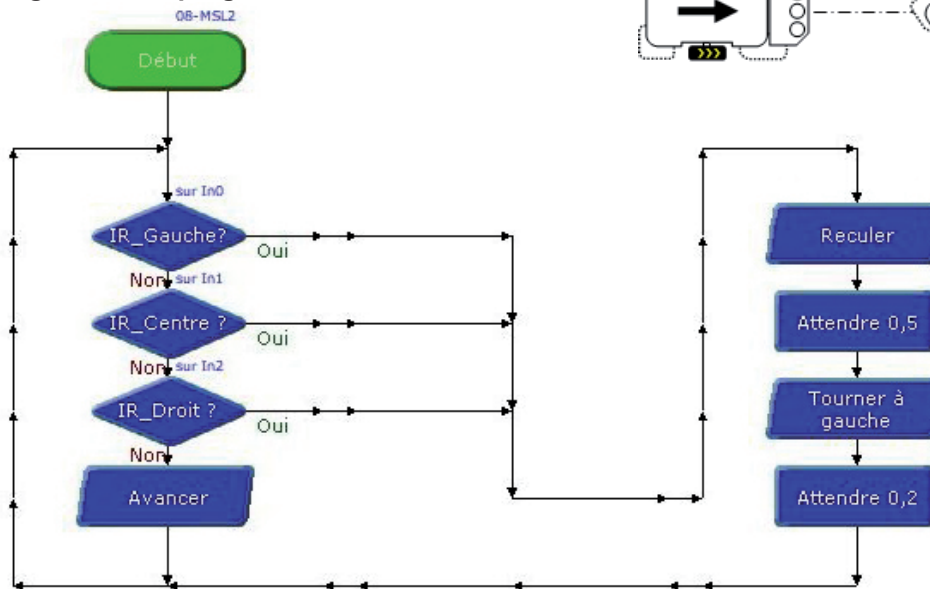 08-MSL2
Début
sur In0
IR_Gauche?
Oui
Non
sur In1
IR_Centre ?
Oui
Non
sur In2
IR_Droit ?
Oui
Non
Avancer
Reculer
Attendre 0,5
Tourner à
gauche
Attendre 0,2